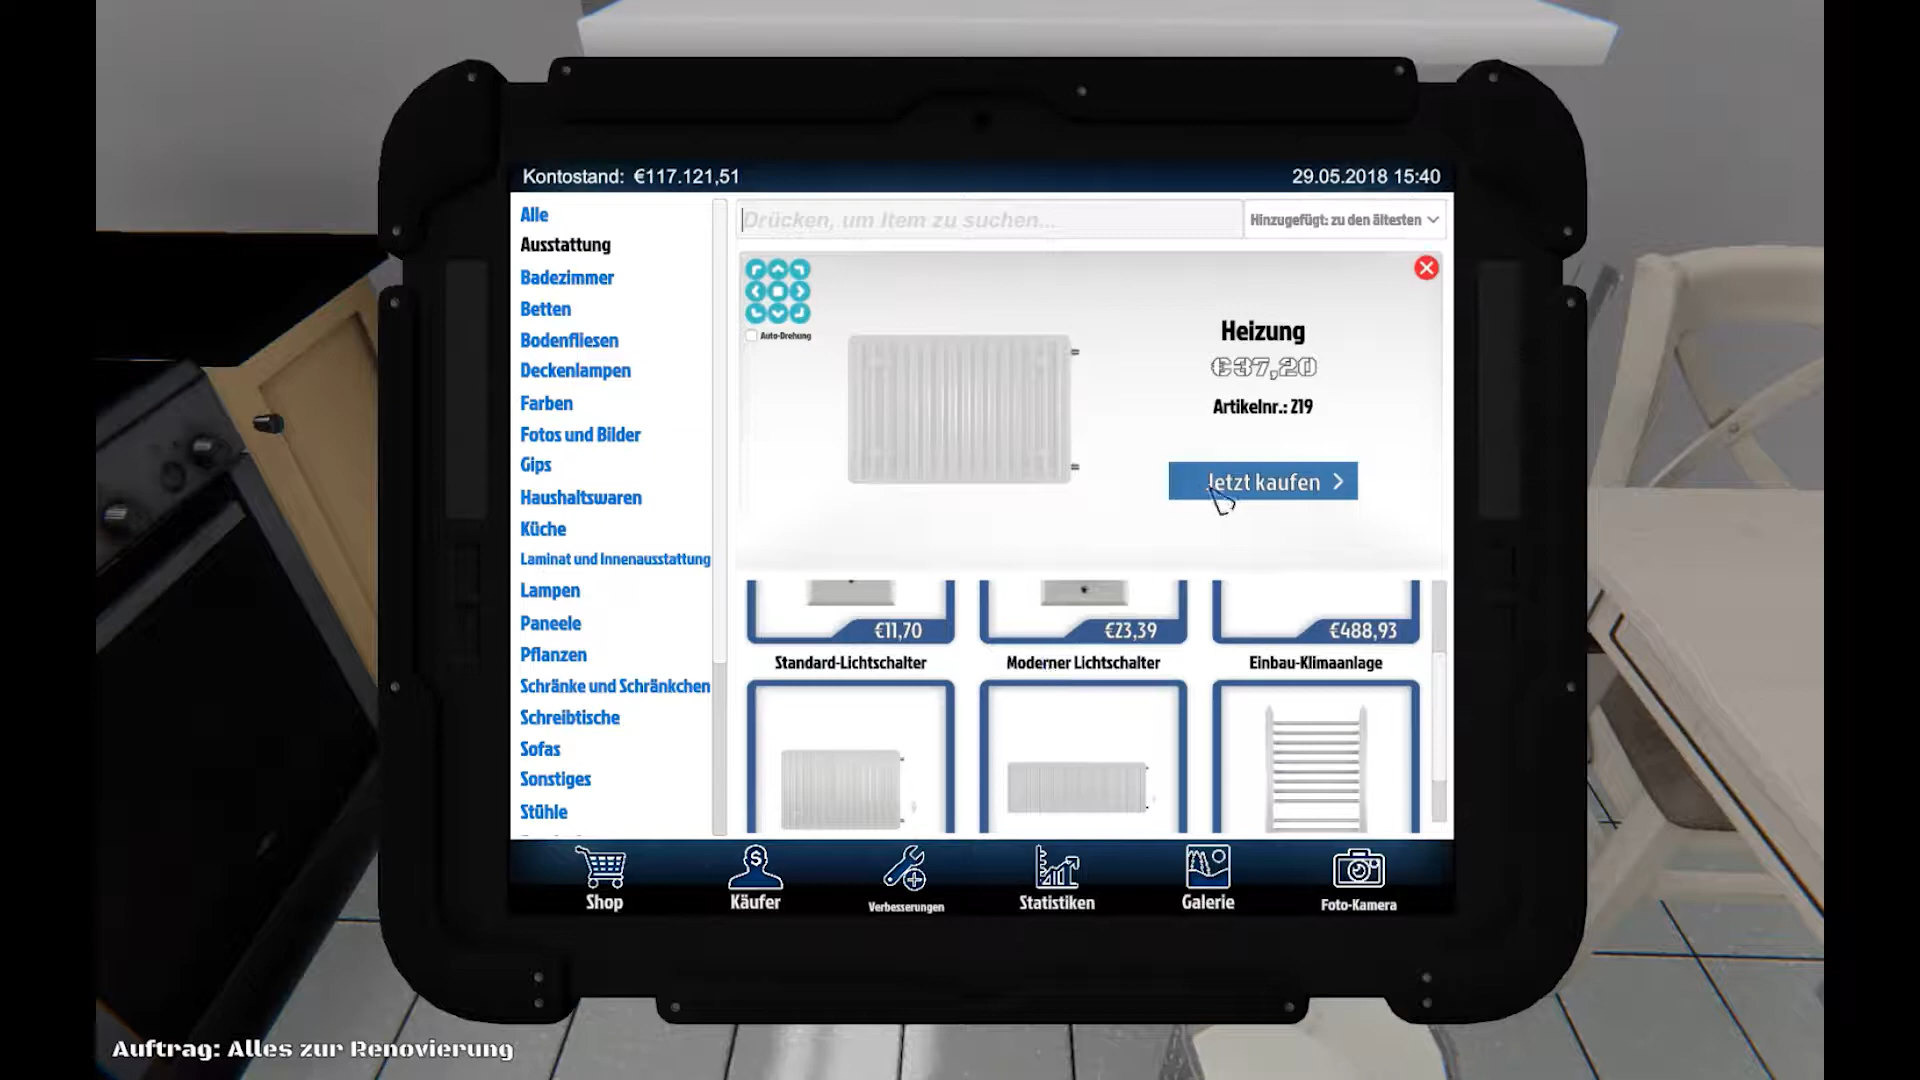 Kontostand: €117.121,51
29.05.2018 15:40
Alle
Ausstattung
Badezimmer
Betten
Bodenfliesen
Deckenlampen
Farben
Fotos und Bilder
Gips
Haushaltswaren
Küche
Laminat und Innenausstattung
Lampen
Paneele
Pflanzen
Schränke und Schränkchen
Schreibtische
Sofas
Sonstiges
Stühle
Drücken, um Item zu suchen...
Hinzugefügt: zu den ältesten
Auto-Drehung
Heizung
€37,20
Artikelnr.: 219
Jetzt kaufen
€11,70
€23,39
€488,93
Standard-Lichtschalter
Moderner Lichtschalter
Einbau-Klimaanlage
Shop
Käufer
Verbesserungen
Statistiken
Galerie
Foto-Kamera
Auftrag: Alles zur Renovierung